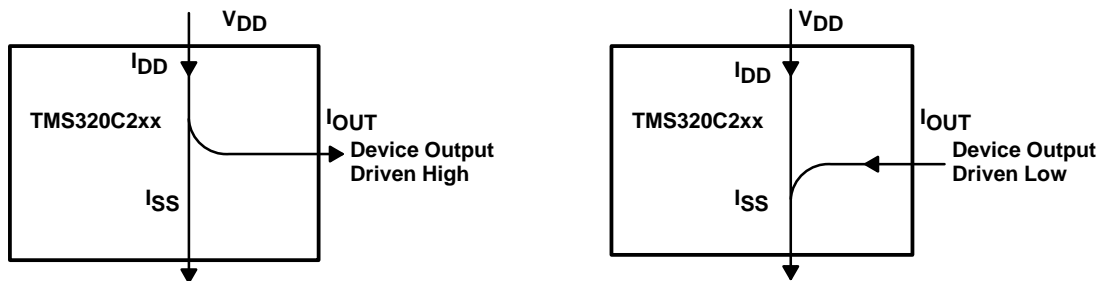 VDD
IDD
TMS320C2xx
IOUT
Device Output
Driven High
ISS
VDD
IDD
TMS320C2xx
IOUT
Device Output
Driven Low
ISS